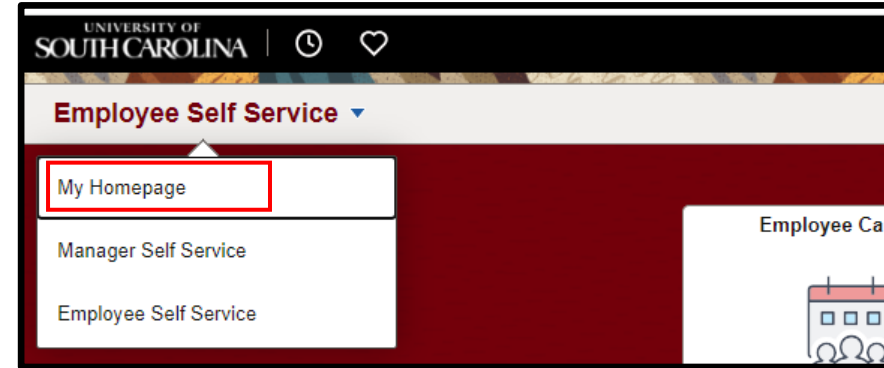 UNIVERSITY OF
SOUTH CAROLINA
Employee Self Service
My Homepage
Manager Self Service
Employee Self Service
Employee Ca